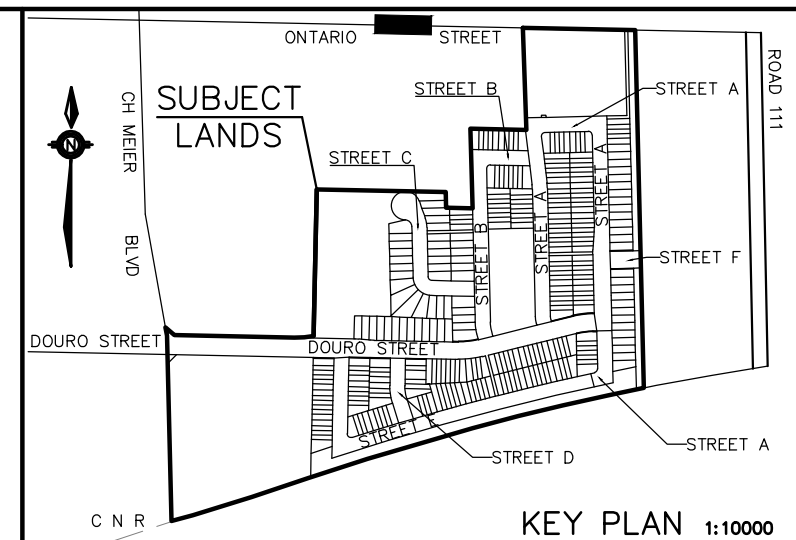 ONTARIO STREET
ROAD 111
CH MEIER BLVD
N
SUBJECT
LANDS
STREET B
STREET A
STREET C
STREET A
STREET A
STREET B
STREET F
DOURO STREET
DOURO STREET
STREET
STREET D
STREET A
C N R
KEY PLAN 1:10000